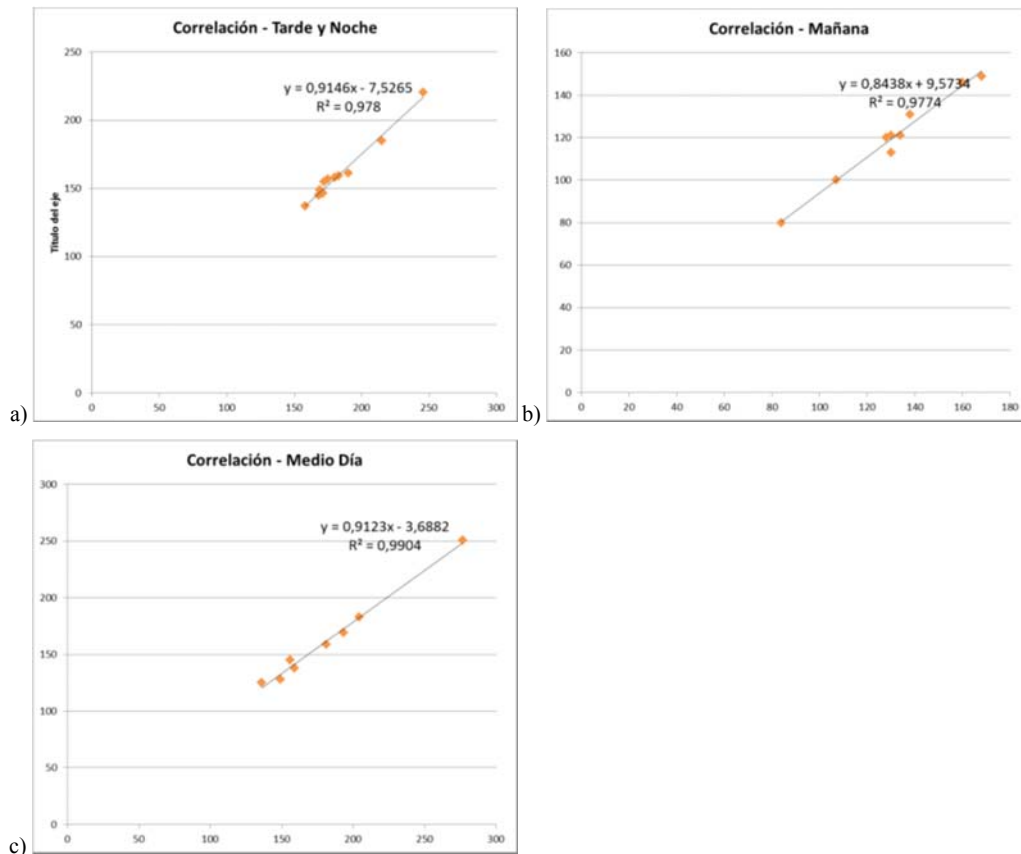 Correlación - Tarde y Noche
250
200
150
100
50
0
Título del eje
y = 0,9146x - 7,5265
R² = 0,978
0 50 100 150 200 250 300
a)
Correlación - Mañana
160
140
120
100
80
60
40
20
0
y = 0,8438x + 9,5734
R² = 0,9774
0 20 40 60 80 100 120 140 160 180
b)
Correlación - Medio Día
300
250
200
150
100
50
0
y = 0,9123x - 3,6882
R² = 0,9904
0 50 100 150 200 250 300
c)